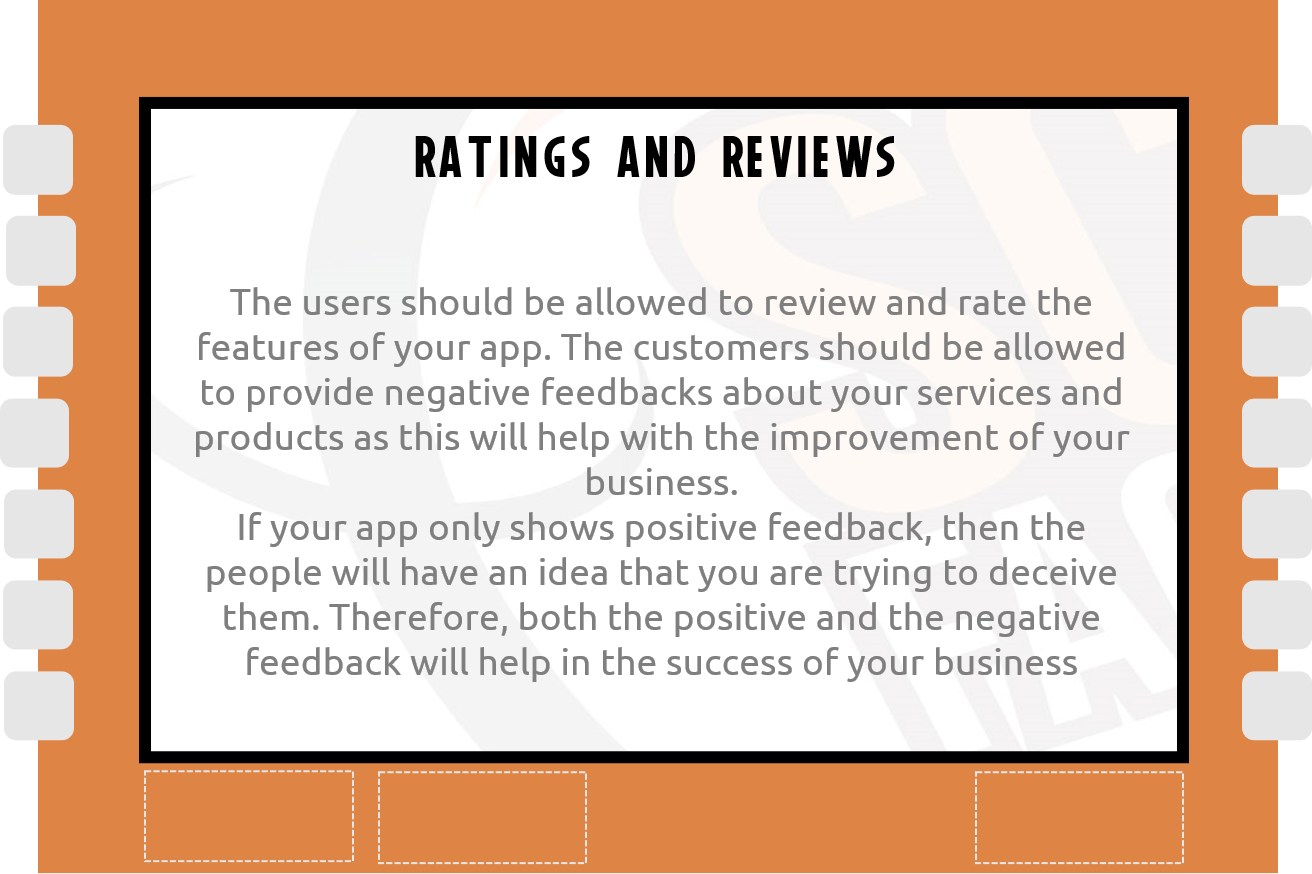 RATINGS AND REVIEWS
The users should be allowed to review and rate the
features of your app. The customers should be allowed
to provide negative feedbacks about your services and
products as this will help with the improvement of your
business.
If your app only shows positive feedback, then the
people will have an idea that you are trying to deceive
them. Therefore, both the positive and the negative
feedback will help in the success of your business